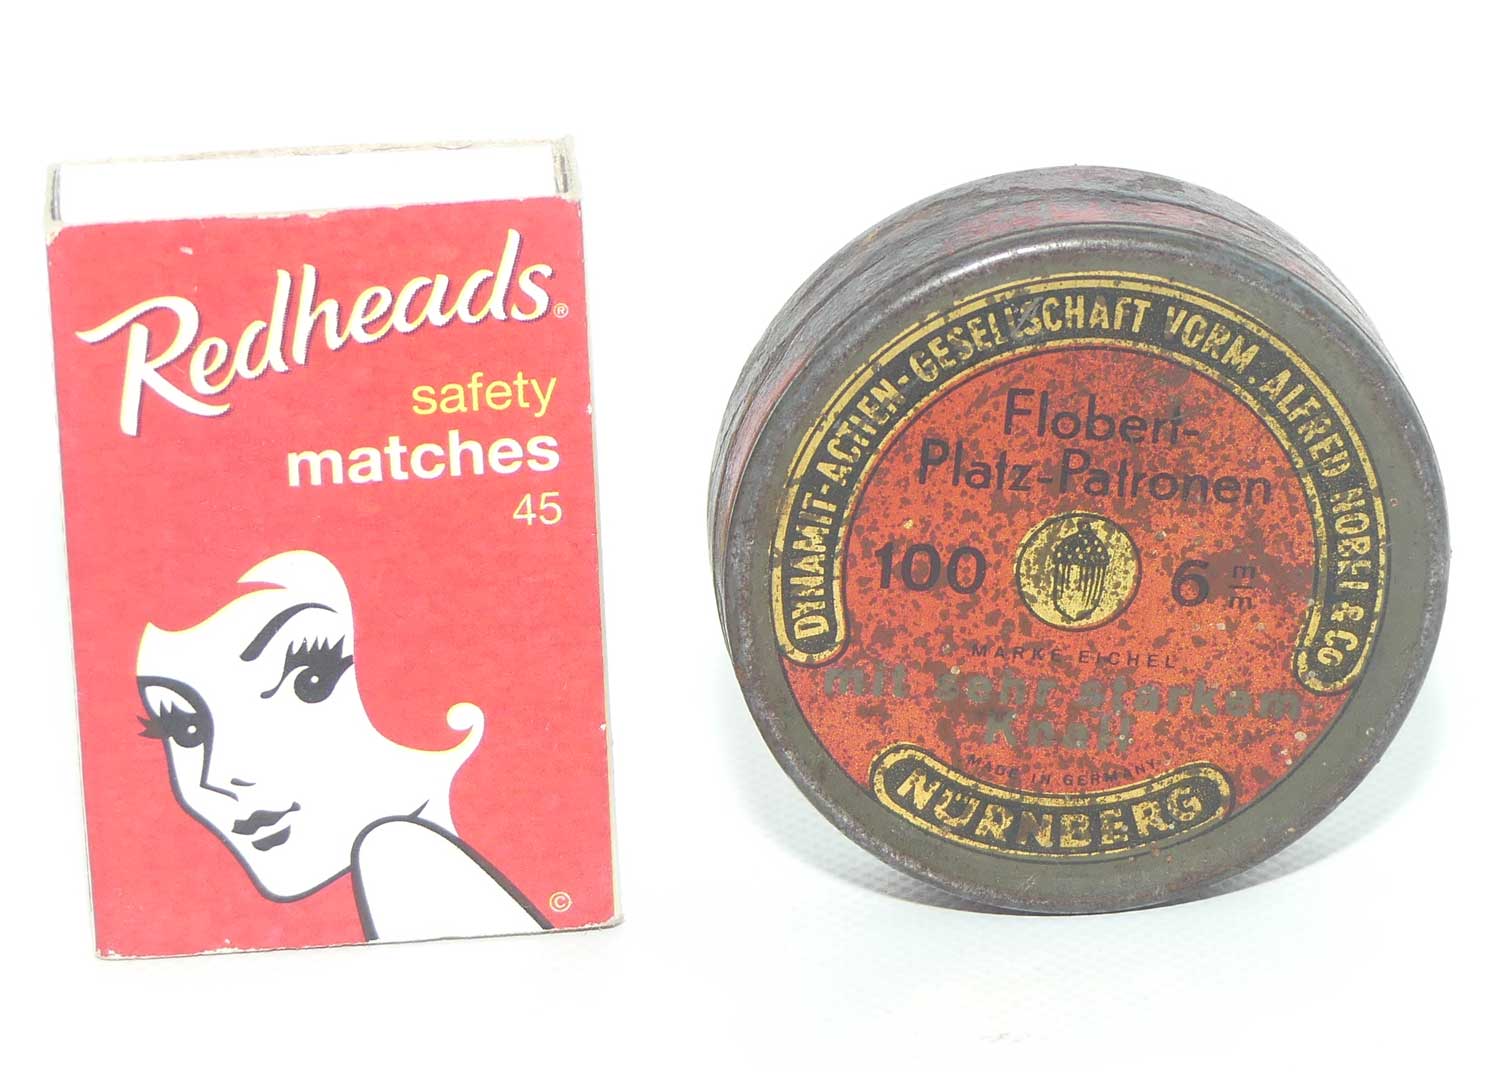 Redheads®
safety
matches
45
©
DYNAMIT-ACTIEN-GESELLSCHAFT VORM. ALFRED NOBEL & Co
Flobert-
Platz-Patronen
100 6 m/m
MARKE EICHEL
mit sehr starkem
Knall
MADE IN GERMANY
NÜRNBERG